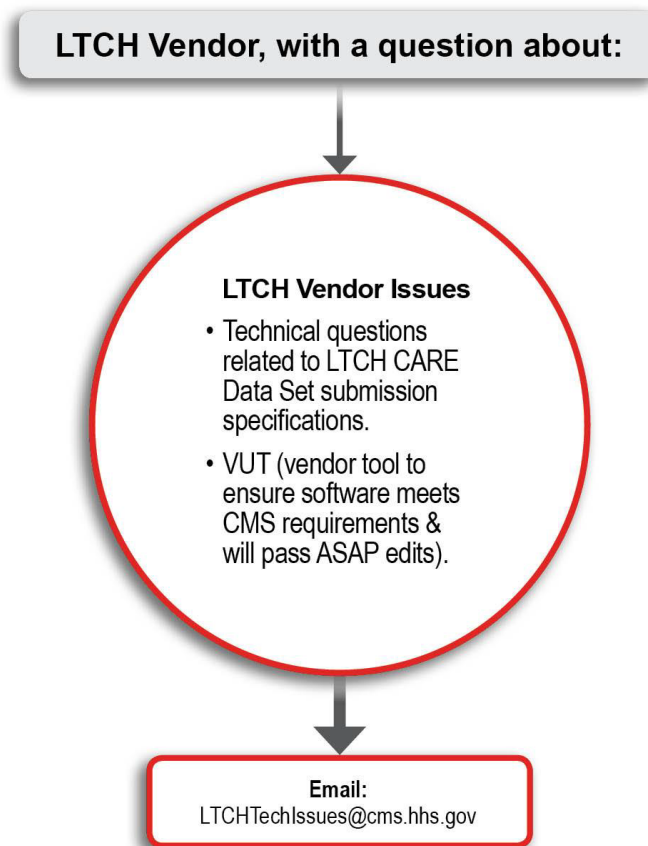 LTCH Vendor, with a question about:
LTCH Vendor Issues
• Technical questions
related to LTCH CARE
Data Set submission
specifications.
• VUT (vendor tool to
ensure software meets
CMS requirements &
will pass ASAP edits).
Email:
LTCHTechIssues@cms.hhs.gov